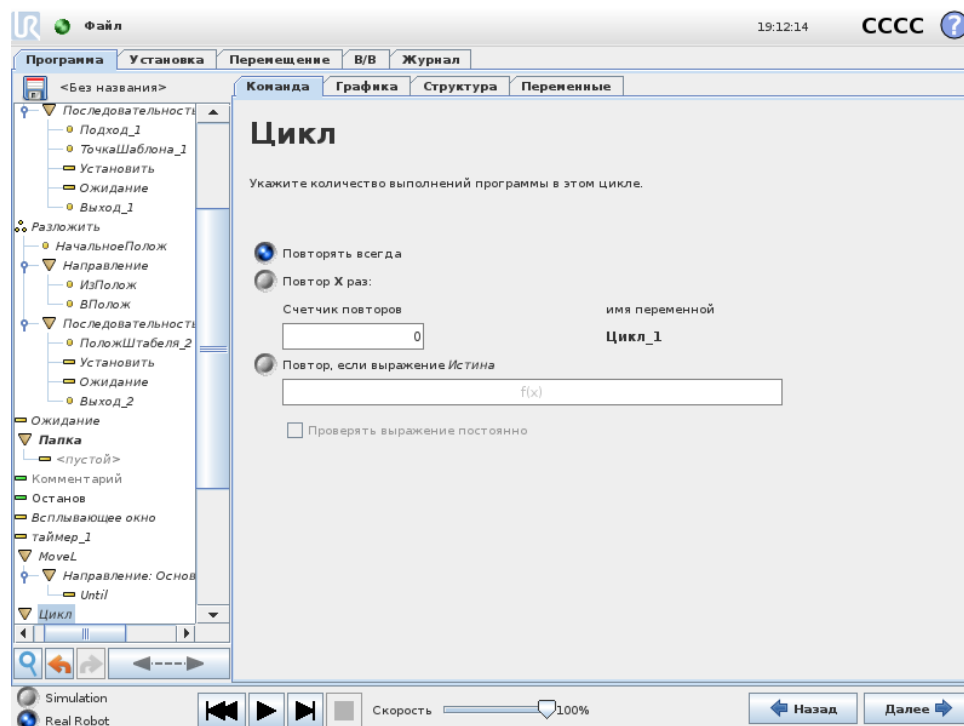 UR Файл 19:12:14 CCCC ?
Программа Установка Перемещение В/В Журнал
<Без названия>
Команда Графика Структура Переменные
Последовательность
Подход_1
ТочкаШаблона_1
Установить
Ожидание
Выход_1
Разложить
НачальноеПолож
Направление
ИзПолож
ВПолож
Последовательность
ПоложШтабеля_2
Установить
Ожидание
Выход_2
Ожидание
Папка
<пустой>
Комментарий
Останов
Всплывающее окно
таймер_1
MoveL
Направление: Основ
Until
Цикл
Цикл
Укажите количество выполнений программы в этом цикле.
Повторять всегда
Повтор X раз:
Счетчик повторов имя переменной
0 Цикл_1
Повтор, если выражение Истина
f(x)
Проверять выражение постоянно
Simulation
Real Robot
Скорость 100%
Назад Далее